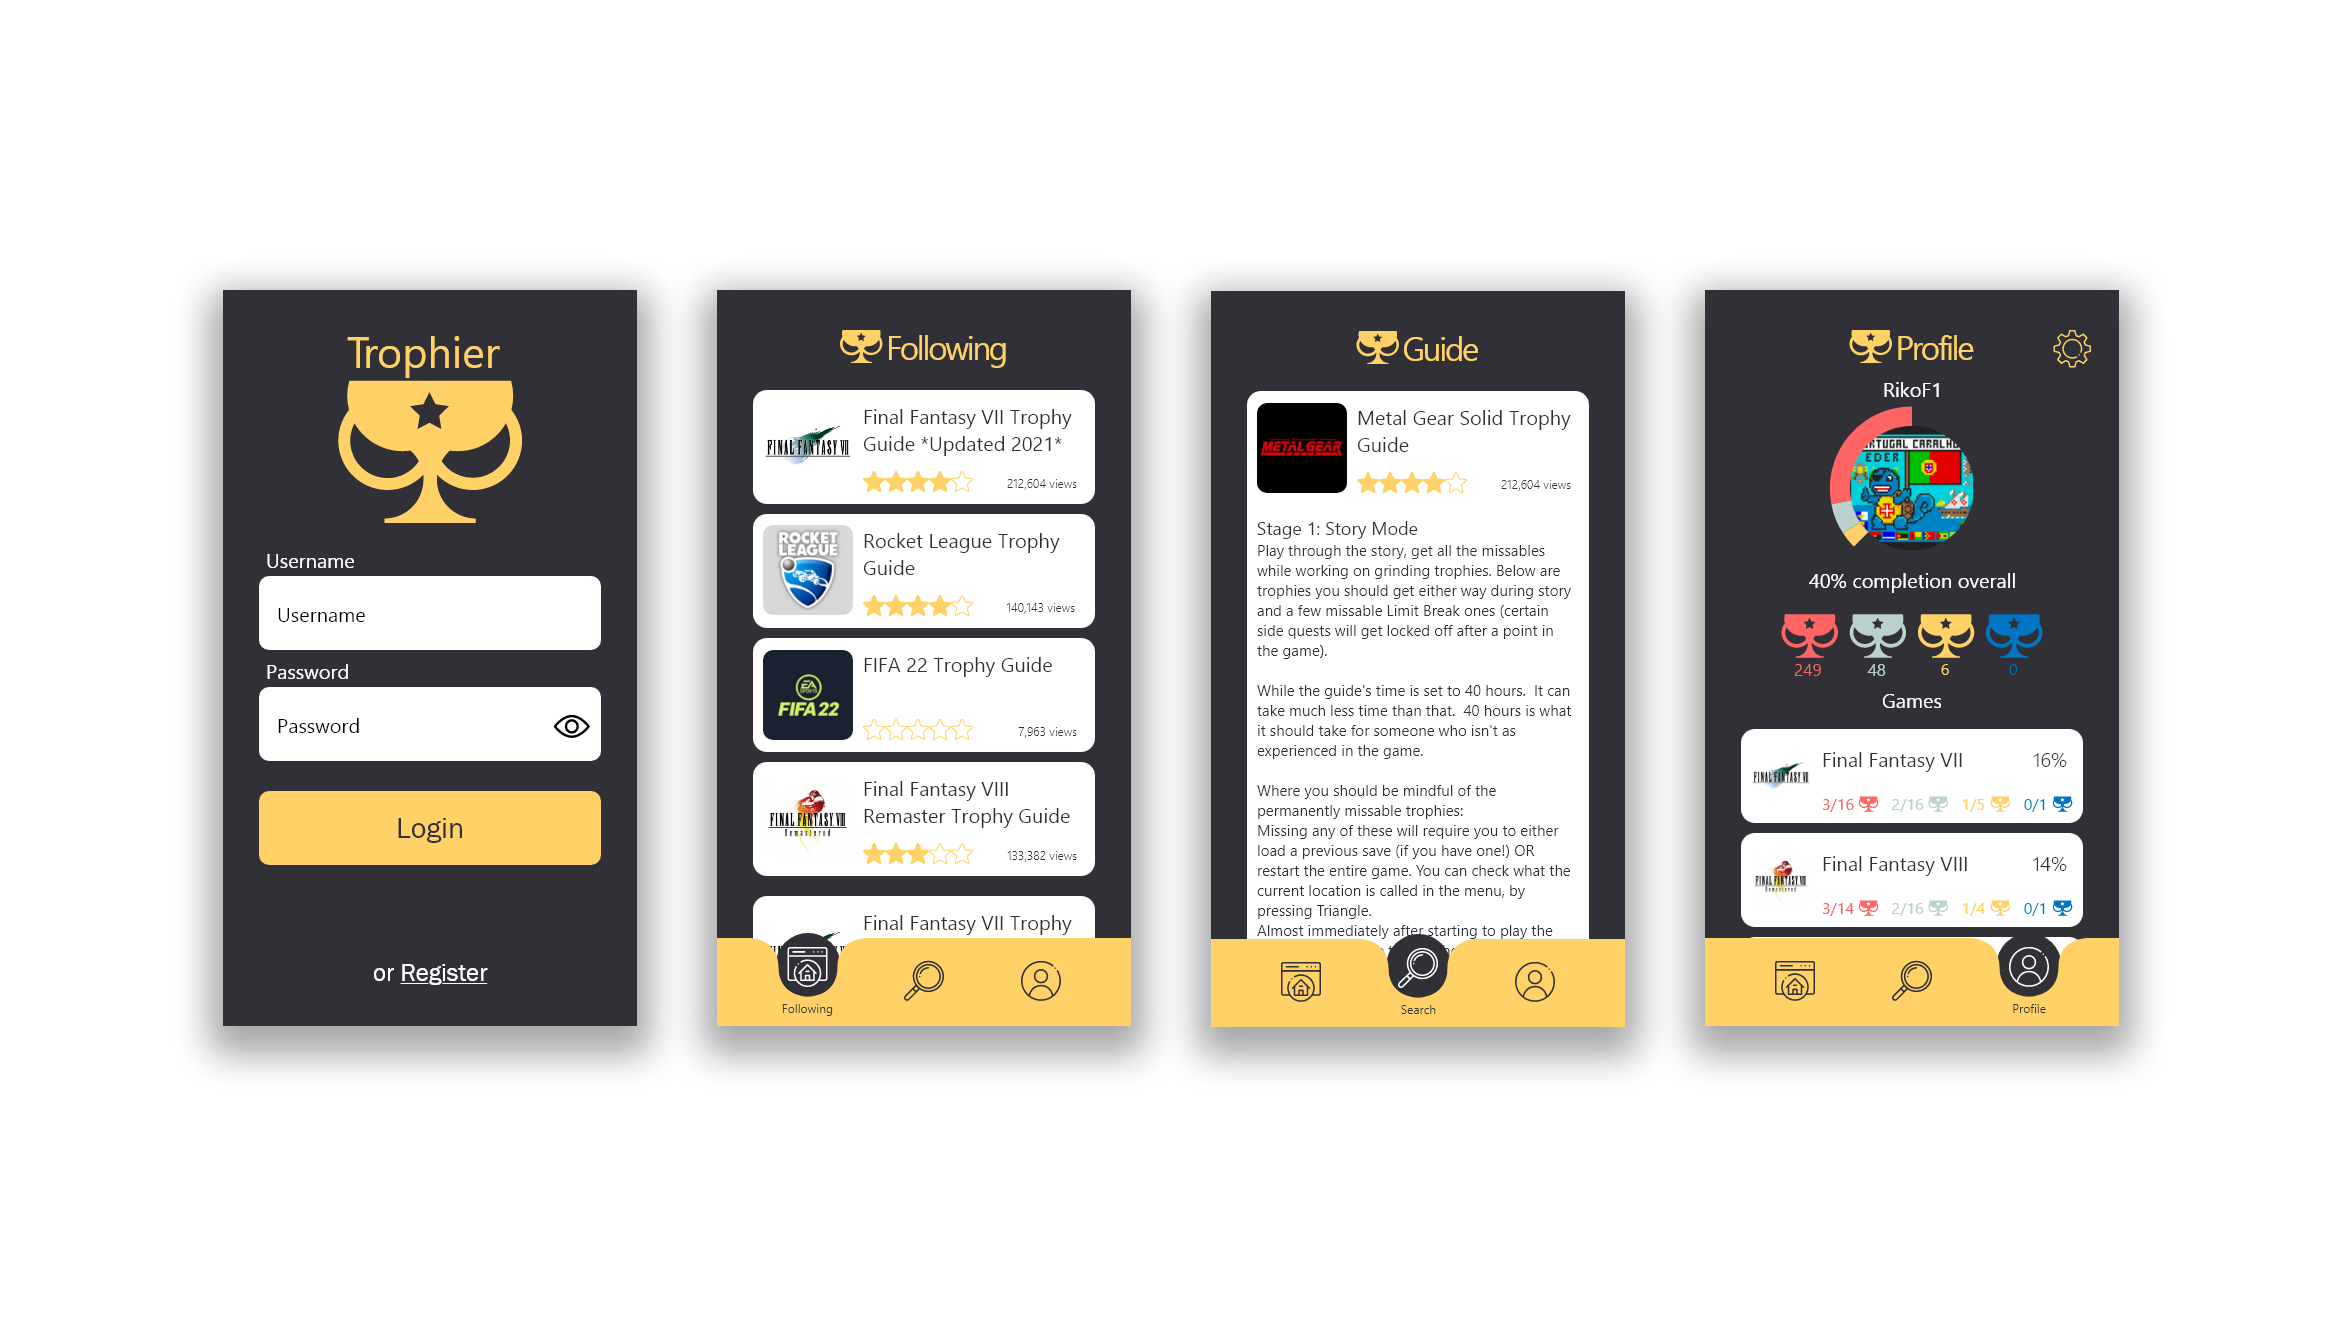 Trophier
Username
Username
Password
Password
Login
or Register
Following
FINAL FANTASY VII
Final Fantasy VII Trophy
Guide *Updated 2021*
212,604 views
ROCKET
LEAGUE
Rocket League Trophy
Guide
140,143 views
EA
SPORTS
FIFA 22
FIFA 22 Trophy Guide
7,963 views
FINAL FANTASY VIII
Remastered
Final Fantasy VIII
Remaster Trophy Guide
133,382 views
Final Fantasy VII Trophy
Following
Guide
METAL GEAR
Metal Gear Solid Trophy
Guide
212,604 views
Stage 1: Story Mode
Play through the story, get all the missables
while working on grinding trophies. Below are
trophies you should get either way during story
and a few missable Limit Break ones (certain
side quests will get locked off after a point in
the game).
While the guide's time is set to 40 hours.  It can
take much less time than that.  40 hours is what
it should take for someone who isn't as
experienced in the game.
Where you should be mindful of the
permanently missable trophies:
Missing any of these will require you to either
load a previous save (if you have one!) OR
restart the entire game. You can check what the
current location is called in the menu, by
pressing Triangle.
Almost immediately after starting to play the
Search
Profile
RikoF1
PORTUGAL CARALHO
EDER
40% completion overall
249 48 6 0
Games
FINAL FANTASY VII
Final Fantasy VII 16%
3/16 2/16 1/5 0/1
FINAL FANTASY VIII
Remastered
Final Fantasy VIII 14%
3/14 2/16 1/4 0/1
Profile